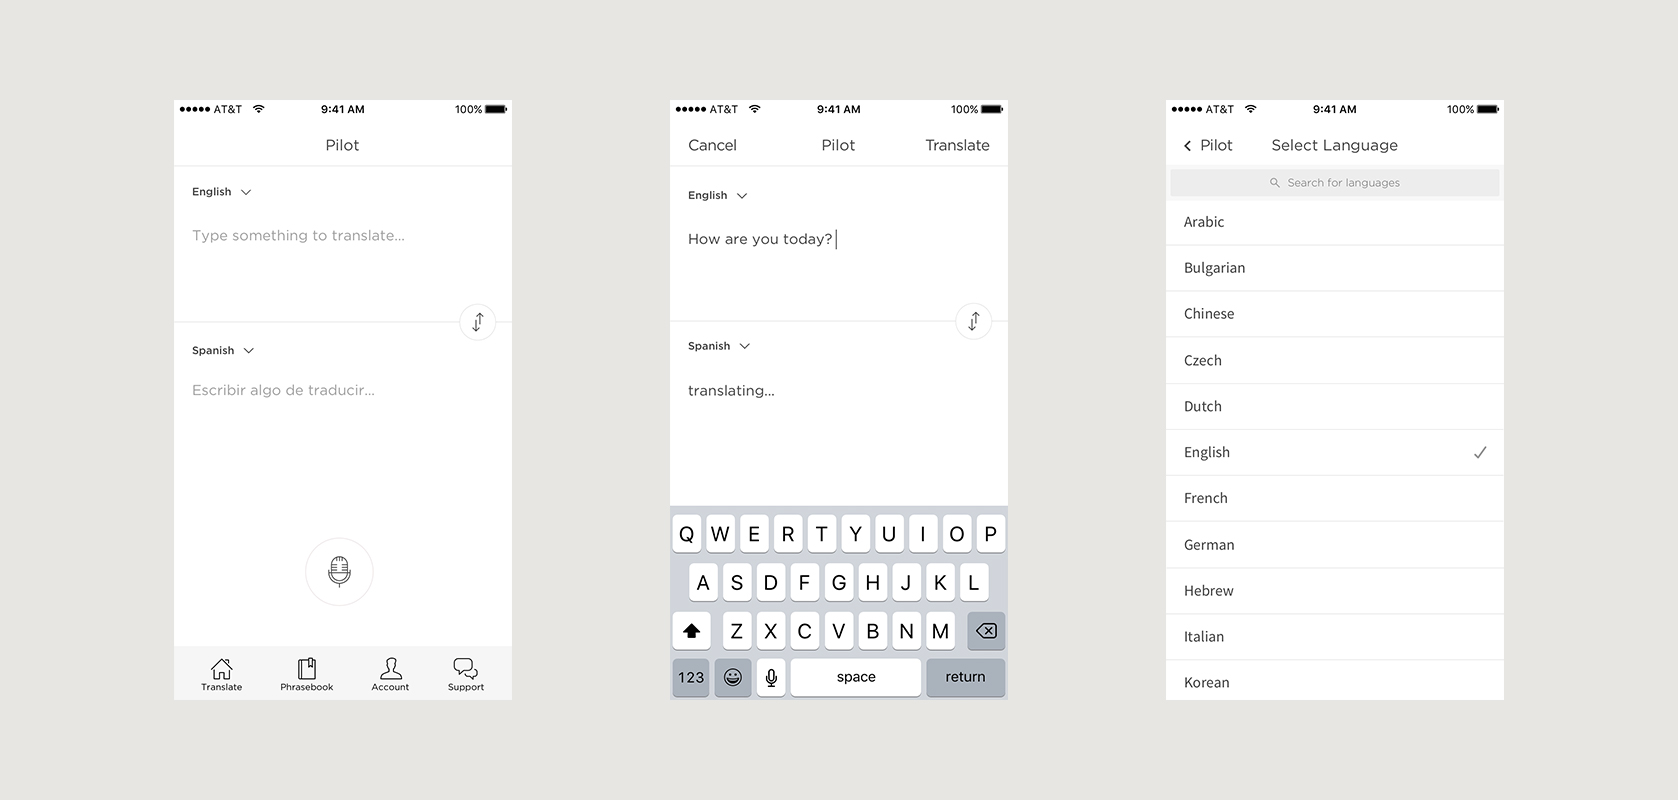 AT&T 9:41 AM 100%
Pilot
English
Type something to translate...
Spanish
Escribir algo de traducir...
Translate Phrasebook Account Support
AT&T 9:41 AM 100%
Cancel Pilot Translate
English
How are you today?
Spanish
translating...
Q W E R T Y U I O P
A S D F G H J K L
Z X C V B N M
123 space return
AT&T 9:41 AM 100%
Pilot Select Language
Search for languages
Arabic
Bulgarian
Chinese
Czech
Dutch
English
French
German
Hebrew
Italian
Korean